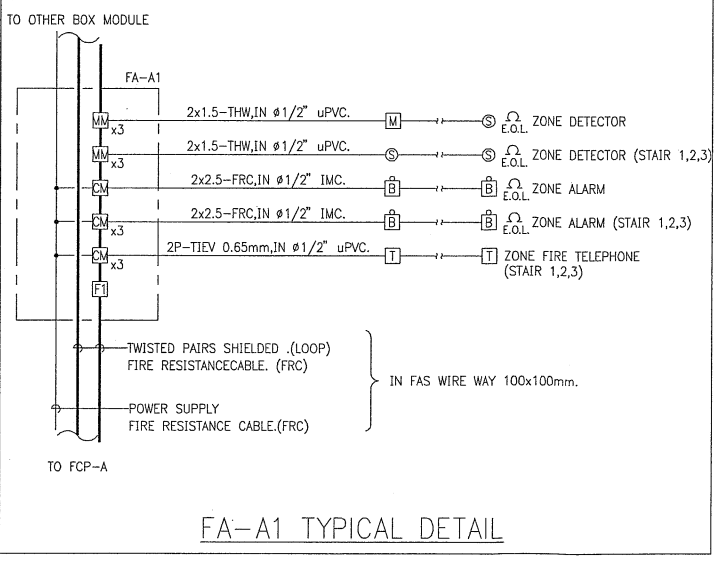 TO OTHER BOX MODULE
FA-A1
MM x3 2x1.5-THW,IN ø1/2" uPVC. M S Ω E.O.L. ZONE DETECTOR
MM x3 2x1.5-THW,IN ø1/2" uPVC. S S Ω E.O.L. ZONE DETECTOR (STAIR 1,2,3)
CM 2x2.5-FRC,IN ø1/2" IMC. B B Ω E.O.L. ZONE ALARM
CM x3 2x2.5-FRC,IN ø1/2" IMC. B B Ω E.O.L. ZONE ALARM (STAIR 1,2,3)
CM x3 2P-TIEV 0.65mm,IN ø1/2" uPVC. T T ZONE FIRE TELEPHONE
(STAIR 1,2,3)
F1
TWISTED PAIRS SHIELDED .(LOOP)
FIRE RESISTANCECABLE. (FRC)
IN FAS WIRE WAY 100x100mm.
POWER SUPPLY
FIRE RESISTANCE CABLE.(FRC)
TO FCP-A
FA-A1 TYPICAL DETAIL